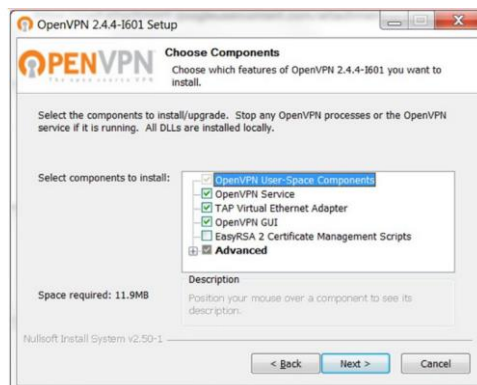 OpenVPN 2.4.4-I601 Setup
OPENVPN
Choose Components
Choose which features of OpenVPN 2.4.4-I601 you want to
install.
Select the components to install/upgrade. Stop any OpenVPN processes or the OpenVPN
service if it is running. All DLLs are installed locally.
Select components to install:
OpenVPN User-Space Components
OpenVPN Service
TAP Virtual Ethernet Adapter
OpenVPN GUI
EasyRSA 2 Certificate Management Scripts
Advanced
Space required: 11.9MB
Description
Position your mouse over a component to see its
description.
Nullsoft Install System v2.50-1
< Back
Next >
Cancel